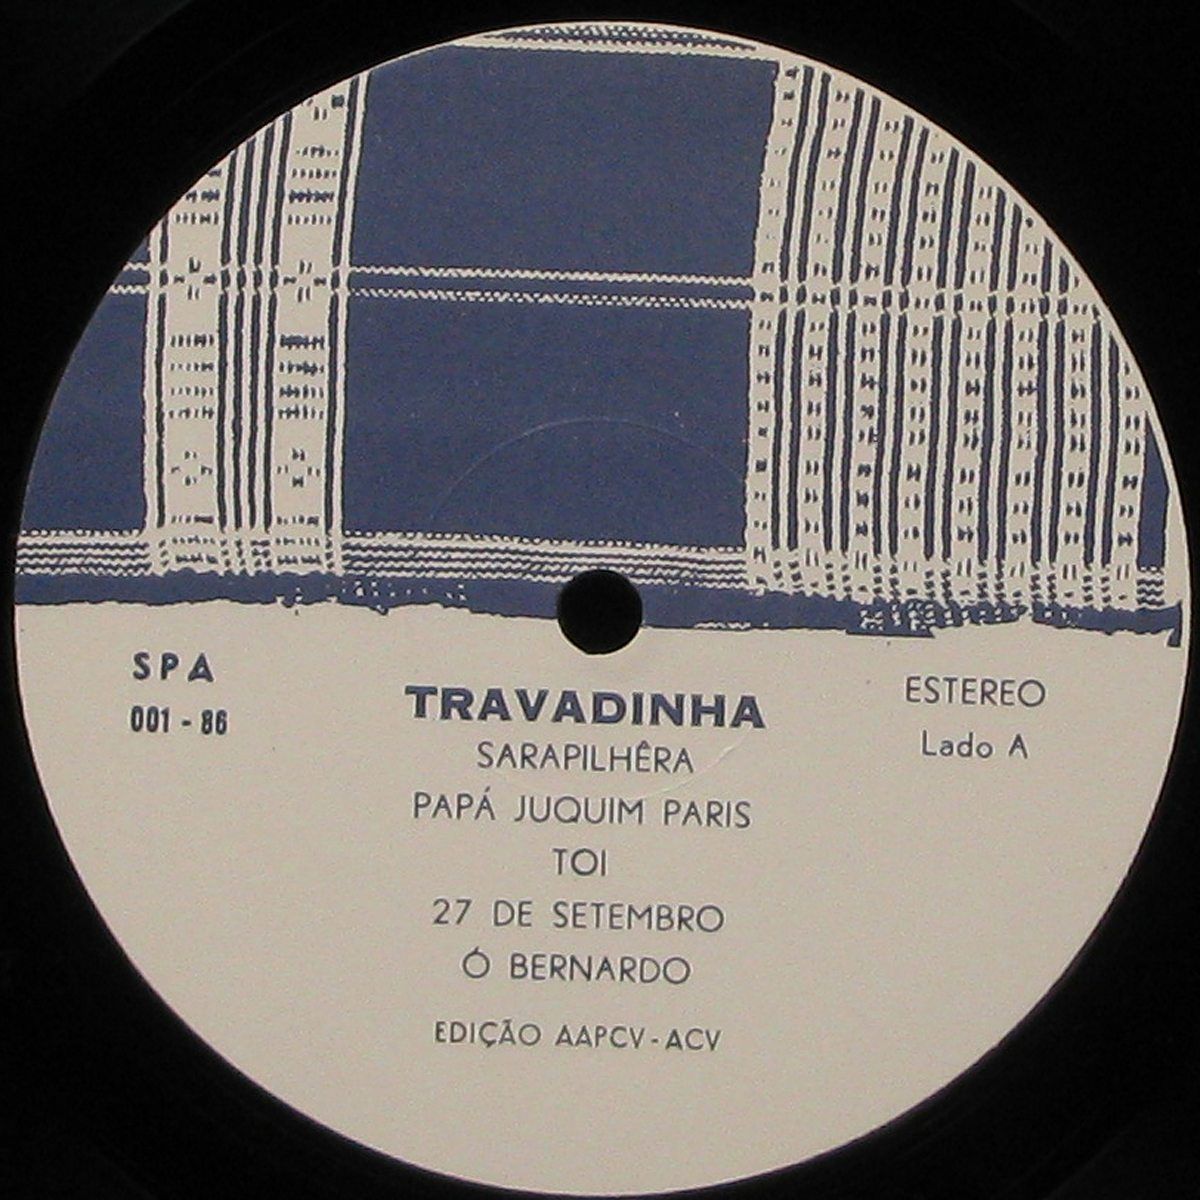 SPA
001 - 86
ESTEREO
Lado A
TRAVADINHA
SARAPILHÊRA
PAPÁ JUQUIM PARIS
TOI
27 DE SETEMBRO
Ó BERNARDO
EDIÇÃO AAPCV - ACV